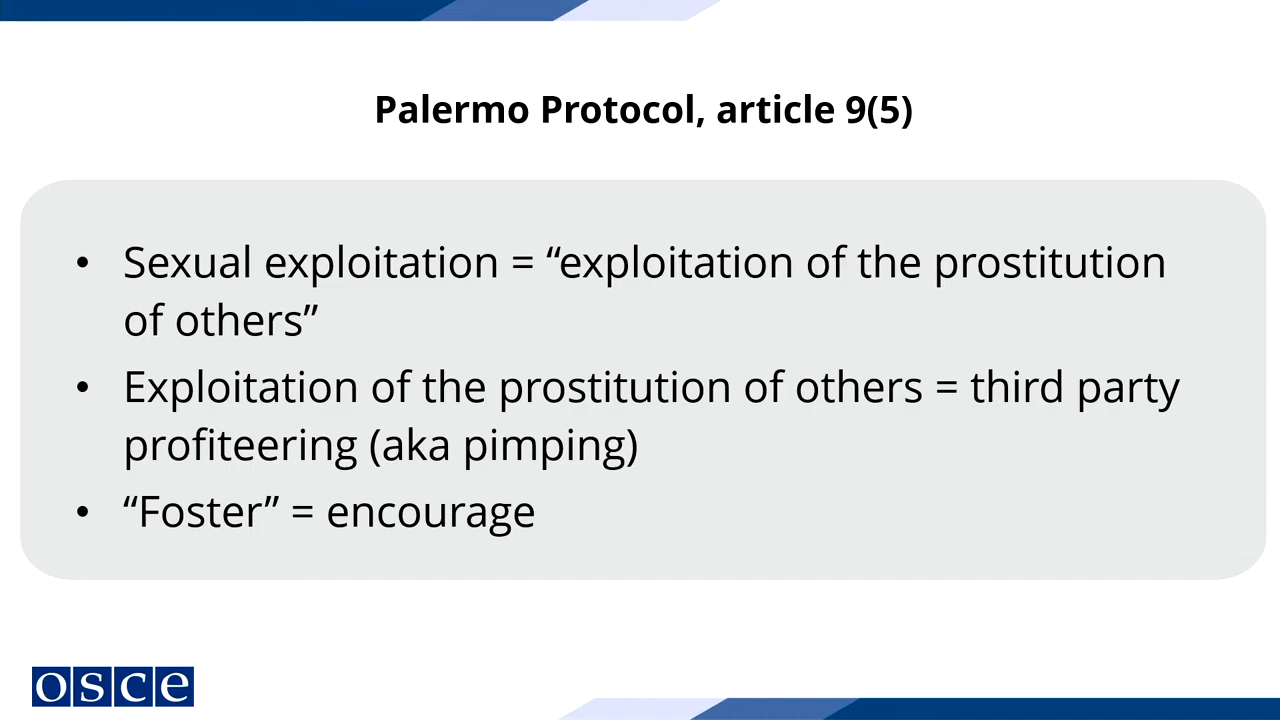 Palermo Protocol, article 9(5)
• Sexual exploitation = “exploitation of the prostitution
of others”
• Exploitation of the prostitution of others = third party
profiteering (aka pimping)
• “Foster” = encourage
osce